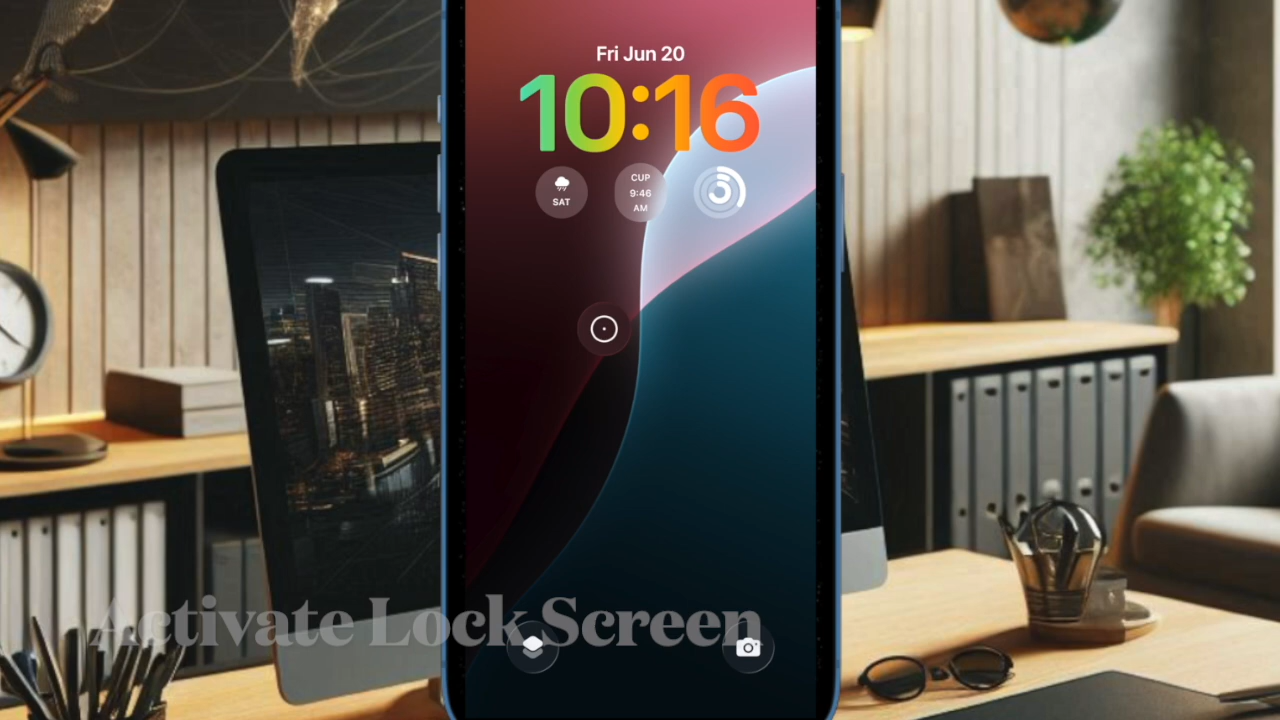 Fri Jun 20
10:16
SAT
CUP
9:46
AM
Activate Lock Screen